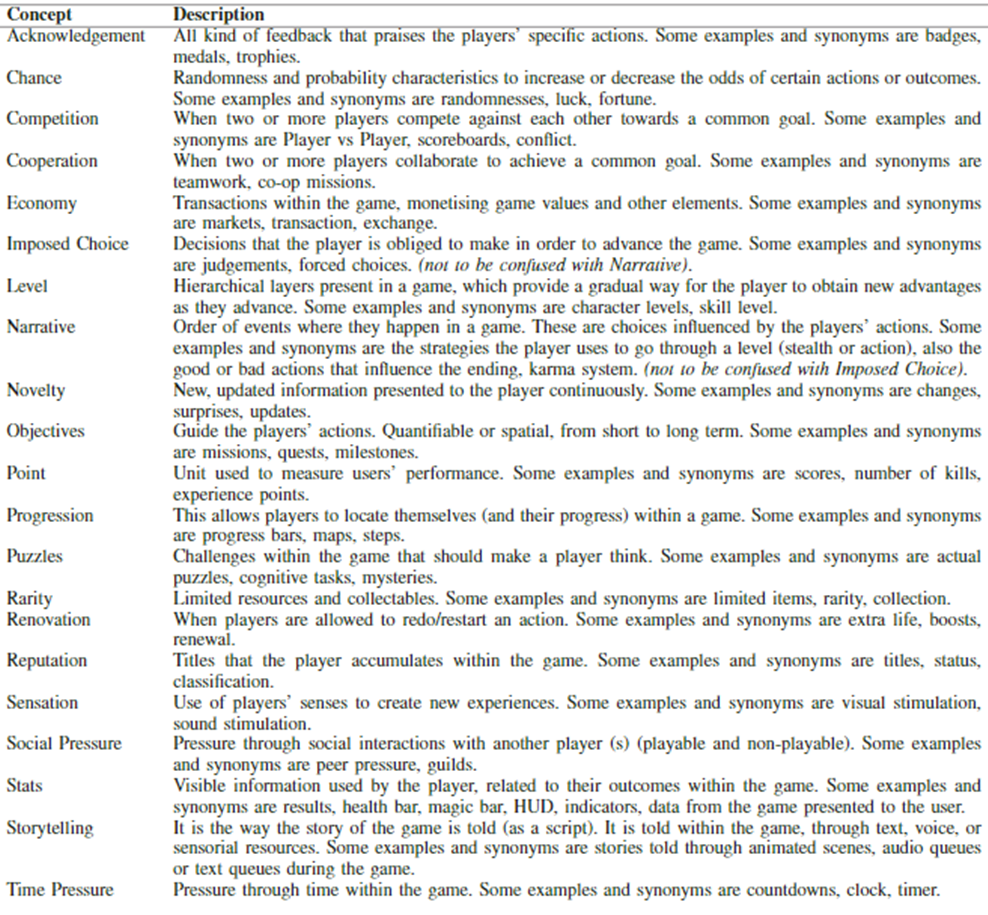 Concept Description
Acknowledgement All kind of feedback that praises the players' specific actions. Some examples and synonyms are badges,
medals, trophies.
Chance Randomness and probability characteristics to increase or decrease the odds of certain actions or outcomes.
Some examples and synonyms are randomnesses, luck, fortune.
Competition When two or more players compete against each other towards a common goal. Some examples and
synonyms are Player vs Player, scoreboards, conflict.
Cooperation When two or more players collaborate to achieve a common goal. Some examples and synonyms are
teamwork, co-op missions.
Economy Transactions within the game, monetising game values and other elements. Some examples and synonyms
are markets, transaction, exchange.
Imposed Choice Decisions that the player is obliged to make in order to advance the game. Some examples and synonyms
are judgements, forced choices. (not to be confused with Narrative).
Level Hierarchical layers present in a game, which provide a gradual way for the player to obtain new advantages
as they advance. Some examples and synonyms are character levels, skill level.
Narrative Order of events where they happen in a game. These are choices influenced by the players' actions. Some
examples and synonyms are the strategies the player uses to go through a level (stealth or action), also the
good or bad actions that influence the ending, karma system. (not to be confused with Imposed Choice).
Novelty New, updated information presented to the player continuously. Some examples and synonyms are changes,
surprises, updates.
Objectives Guide the players' actions. Quantifiable or spatial, from short to long term. Some examples and synonyms
are missions, quests, milestones.
Point Unit used to measure users' performance. Some examples and synonyms are scores, number of kills,
experience points.
Progression This allows players to locate themselves (and their progress) within a game. Some examples and synonyms
are progress bars, maps, steps.
Puzzles Challenges within the game that should make a player think. Some examples and synonyms are actual
puzzles, cognitive tasks, mysteries.
Rarity Limited resources and collectables. Some examples and synonyms are limited items, rarity, collection.
Renovation When players are allowed to redo/restart an action. Some examples and synonyms are extra life, boosts,
renewal.
Reputation Titles that the player accumulates within the game. Some examples and synonyms are titles, status,
classification.
Sensation Use of players' senses to create new experiences. Some examples and synonyms are visual stimulation,
sound stimulation.
Social Pressure Pressure through social interactions with another player (s) (playable and non-playable). Some examples
and synonyms are peer pressure, guilds.
Stats Visible information used by the player, related to their outcomes within the game. Some examples and
synonyms are results, health bar, magic bar, HUD, indicators, data from the game presented to the user.
Storytelling It is the way the story of the game is told (as a script). It is told within the game, through text, voice, or
sensorial resources. Some examples and synonyms are stories told through animated scenes, audio queues
or text queues during the game.
Time Pressure Pressure through time within the game. Some examples and synonyms are countdowns, clock, timer.